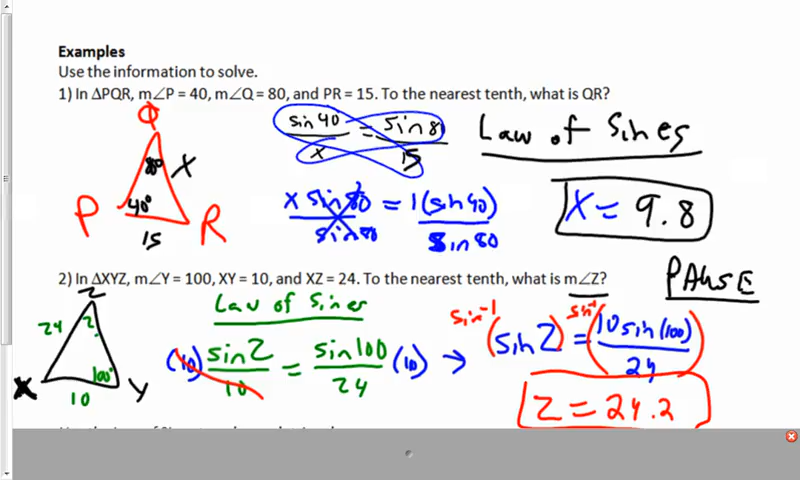 Examples
Use the information to solve.
1) In ΔPQR, m∠P = 40, m∠Q = 80, and PR = 15. To the nearest tenth, what is QR?
Q
80°
X
P
40°
R
15
sin 40 / x = sin 80 / 15
Law of Sines
x sin 80 / sin 80 = 1(sin 40) / sin 80
X = 9.8
2) In ΔXYZ, m∠Y = 100, XY = 10, and XZ = 24. To the nearest tenth, what is m∠Z?
PAUSE
Z
24
Z
100°
X
Y
10
Law of Sines
(10) sin Z / 10 = sin 100 / 24 (10) →
sin⁻¹ (sin Z) = sin⁻¹ (10 sin(100) / 24)
Z = 24.2